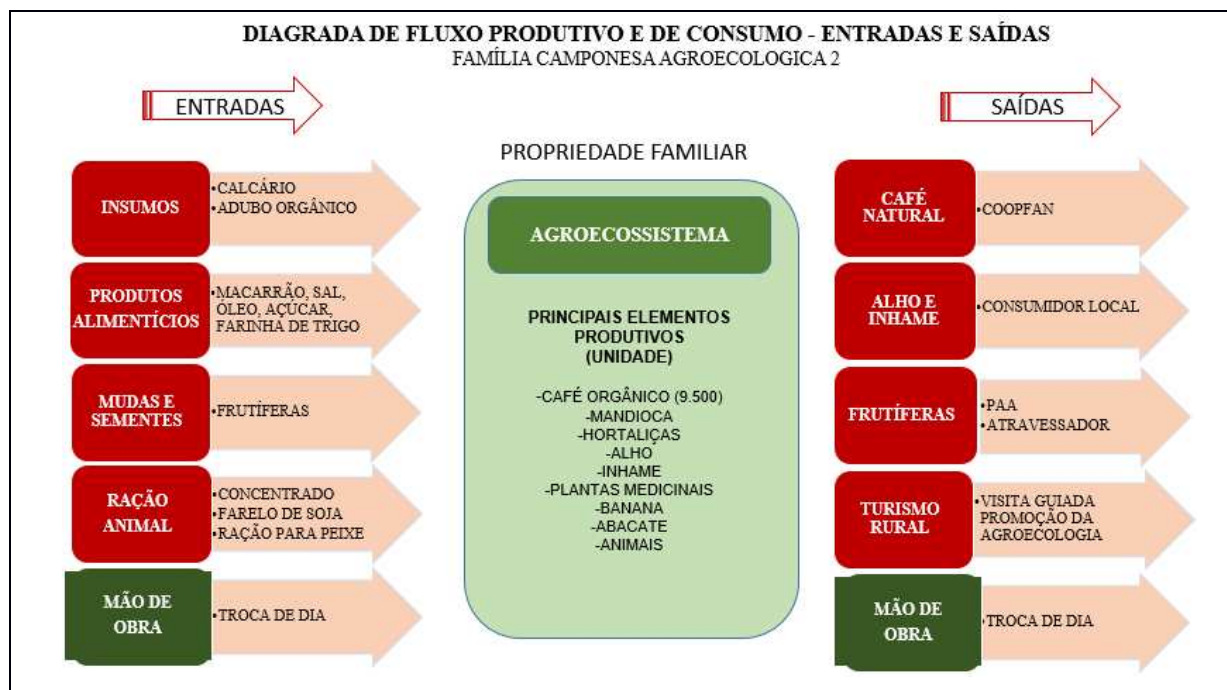 DIAGRADA DE FLUXO PRODUTIVO E DE CONSUMO - ENTRADAS E SAÍDAS
FAMÍLIA CAMPONESA AGROECOLOGICA 2
ENTRADAS
INSUMOS
•CALCÁRIO
•ADUBO ORGÂNICO
PRODUTOS
ALIMENTÍCIOS
•MACARRÃO, SAL,
ÓLEO, AÇÚCAR,
FARINHA DE TRIGO
MUDAS E
SEMENTES
•FRUTÍFERAS
RAÇÃO
ANIMAL
•CONCENTRADO
•FARELO DE SOJA
•RAÇÃO PARA PEIXE
MÃO DE
OBRA
•TROCA DE DIA
PROPRIEDADE FAMILIAR
AGROECOSSISTEMA
PRINCIPAIS ELEMENTOS
PRODUTIVOS
(UNIDADE)
-CAFÉ ORGÂNICO (9.500)
-MANDIOCA
-HORTALIÇAS
-ALHO
-INHAME
-PLANTAS MEDICINAIS
-BANANA
-ABACATE
-ANIMAIS
SAÍDAS
CAFÉ
NATURAL
•COOPFAN
ALHO E
INHAME
•CONSUMIDOR LOCAL
FRUTÍFERAS
•PAA
•ATRAVESSADOR
TURISMO
RURAL
•VISITA GUIADA
PROMOÇÃO DA
AGROECOLOGIA
MÃO DE
OBRA
•TROCA DE DIA